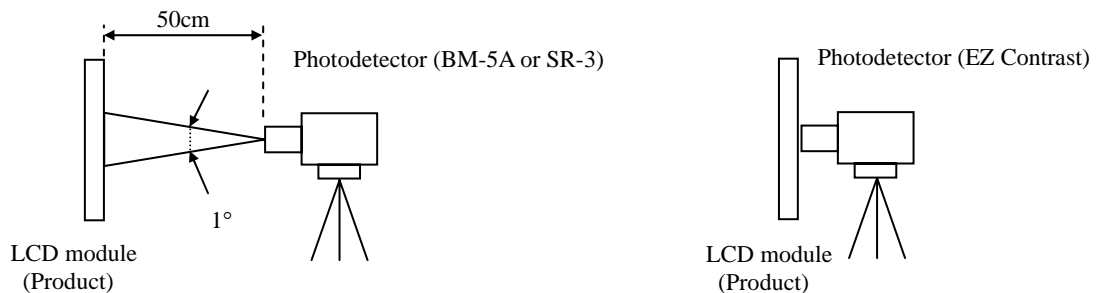 50cm
Photodetector (BM-5A or SR-3)
1°
LCD module
(Product)
Photodetector (EZ Contrast)
LCD module
(Product)